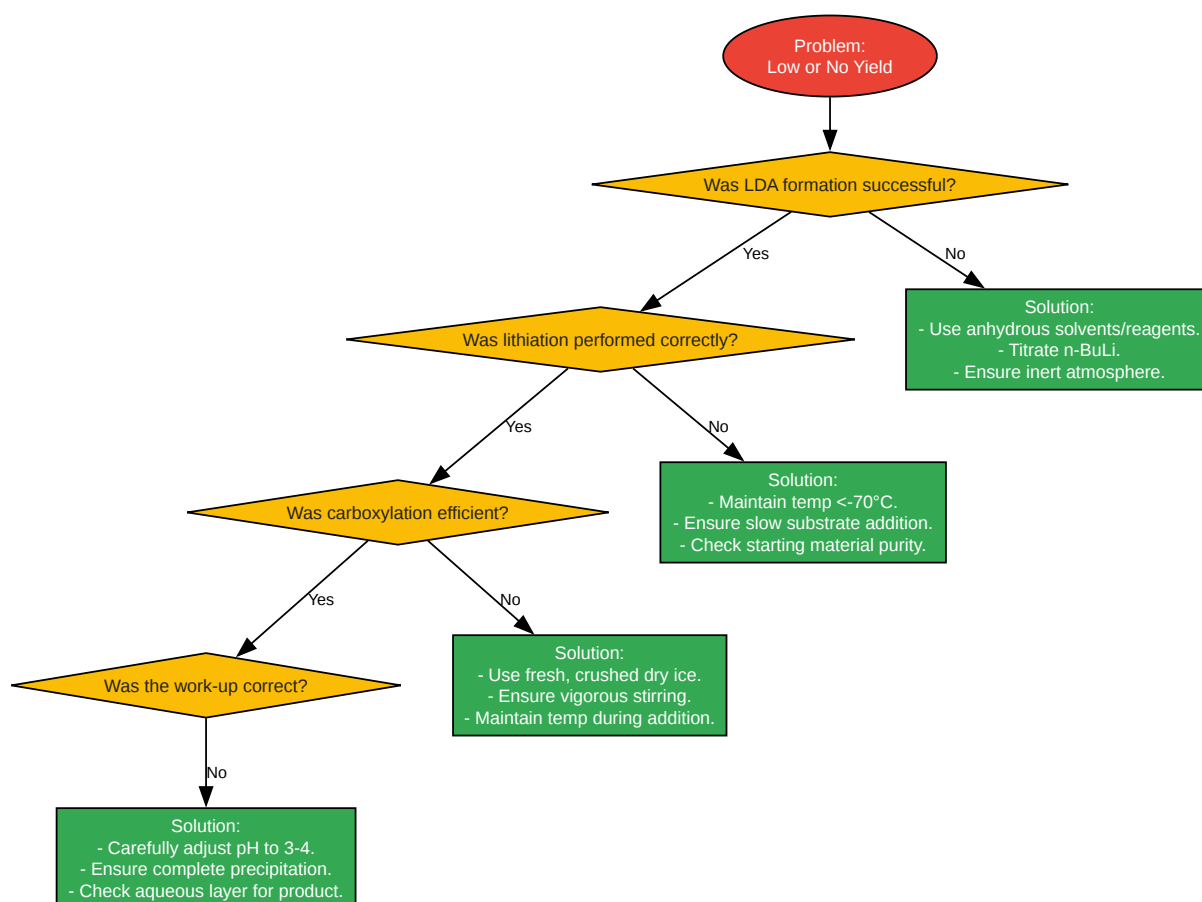 Problem:
Low or No Yield
Was LDA formation successful?
Yes
No
Solution:
- Use anhydrous solvents/reagents.
- Titrate n-BuLi.
- Ensure inert atmosphere.
Was lithiation performed correctly?
Yes
No
Solution:
- Maintain temp <-70°C.
- Ensure slow substrate addition.
- Check starting material purity.
Was carboxylation efficient?
Yes
No
Solution:
- Use fresh, crushed dry ice.
- Ensure vigorous stirring.
- Maintain temp during addition.
Was the work-up correct?
No
Solution:
- Carefully adjust pH to 3-4.
- Ensure complete precipitation.
- Check aqueous layer for product.